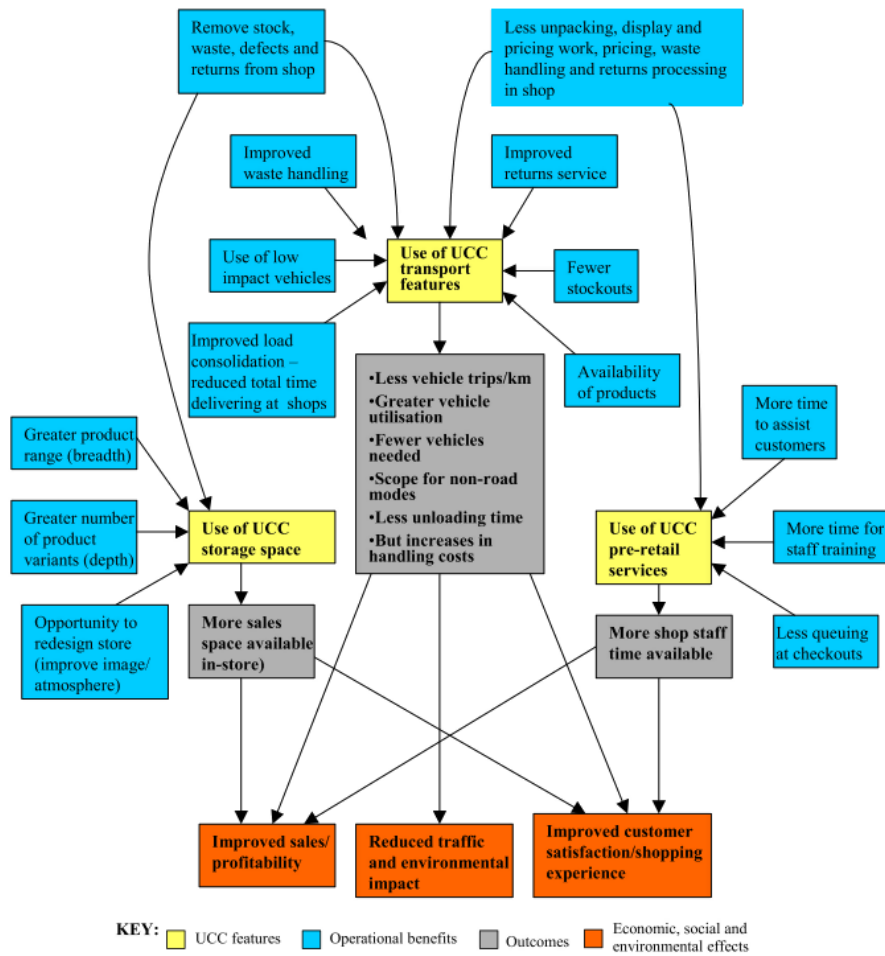 Remove stock,
waste, defects and
returns from shop
Less unpacking, display and
pricing work, pricing, waste
handling and returns processing
in shop
Improved
waste handling
Improved
returns service
Use of low
impact vehicles
Use of UCC
transport
features
Fewer
stockouts
Improved load
consolidation –
reduced total time
delivering at shops
•Less vehicle trips/km
•Greater vehicle
utilisation
•Fewer vehicles
needed
•Scope for non-road
modes
•Less unloading time
•But increases in
handling costs
Availability
of products
More time
to assist
customers
Greater product
range (breadth)
Greater number
of product
variants (depth)
Use of UCC
storage space
Use of UCC
pre-retail
services
More time for
staff training
Opportunity to
redesign store
(improve image/
atmosphere)
More sales
space available
in-store)
More shop staff
time available
Less queuing
at checkouts
Improved sales/
profitability
Reduced traffic
and environmental
impact
Improved customer
satisfaction/shopping
experience
KEY:
UCC features
Operational benefits
Outcomes
Economic, social and
environmental effects